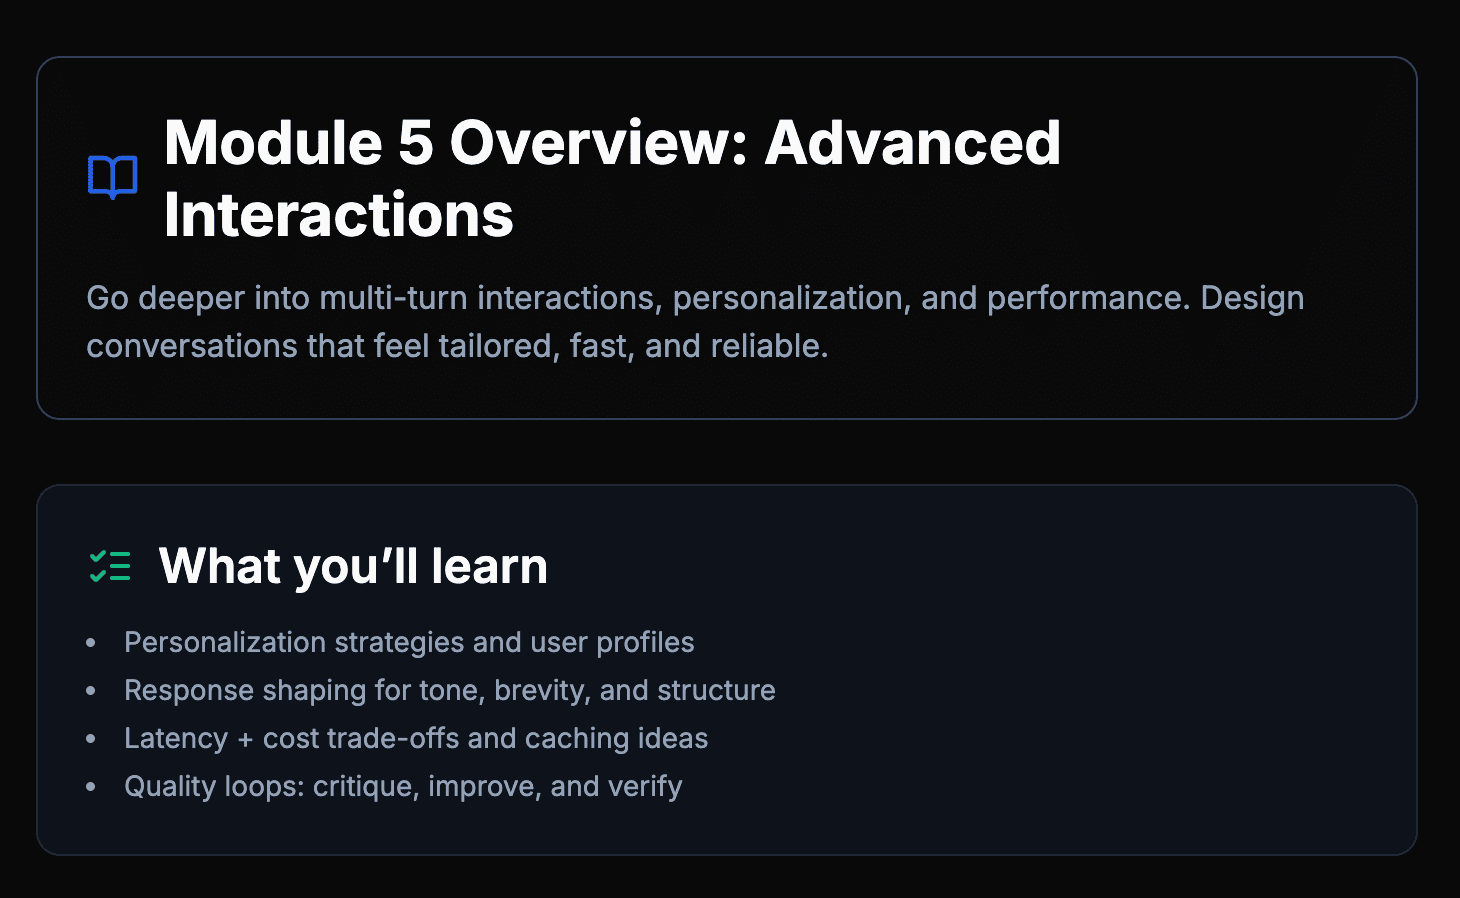 Module 5 Overview: Advanced
Interactions
Go deeper into multi-turn interactions, personalization, and performance. Design
conversations that feel tailored, fast, and reliable.
What you’ll learn
• Personalization strategies and user profiles
• Response shaping for tone, brevity, and structure
• Latency + cost trade-offs and caching ideas
• Quality loops: critique, improve, and verify